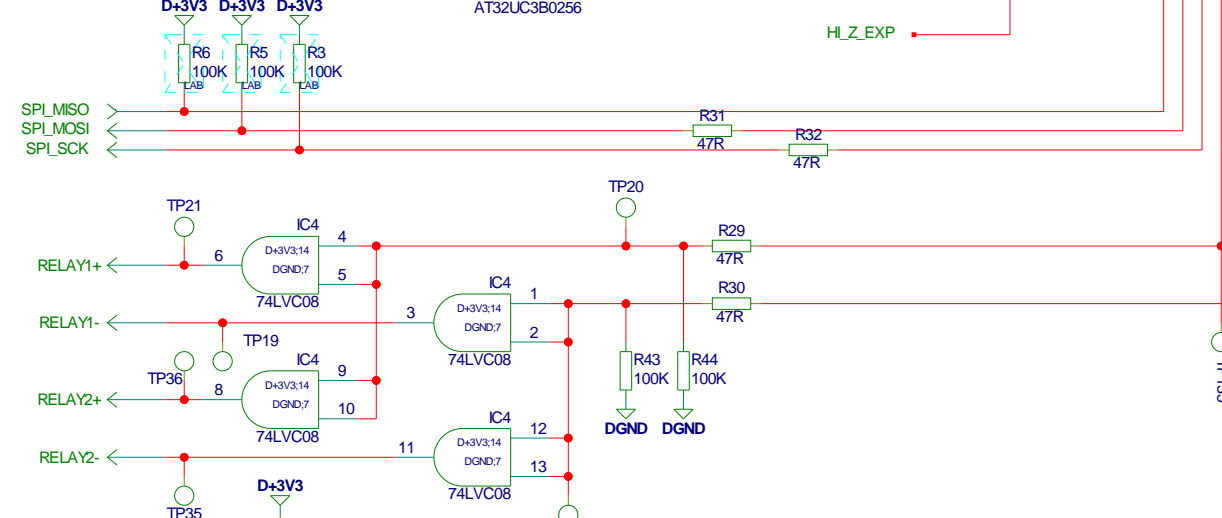 D+3V3 D+3V3 D+3V3
AT32UC3B0256
HI_Z_EXP
R6 R5 R3
100K 100K 100K
LAB LAB LAB
SPI_MISO
SPI_MOSI
SPI_SCK
R31
47R
R32
47R
TP20
TP21
IC4
4
D+3V3;14
6
RELAY1+
DGND;7
5
74LVC08
R29
47R
IC4
1
D+3V3;14
3
RELAY1-
DGND;7
2
74LVC08
R30
47R
TP19
IC4
TP36
9
D+3V3;14
8
RELAY2+
DGND;7
10
74LVC08
R43 R44
100K 100K
DGND DGND
IC4
12
D+3V3;14
11
RELAY2-
DGND;7
13
74LVC08
D+3V3
TP35